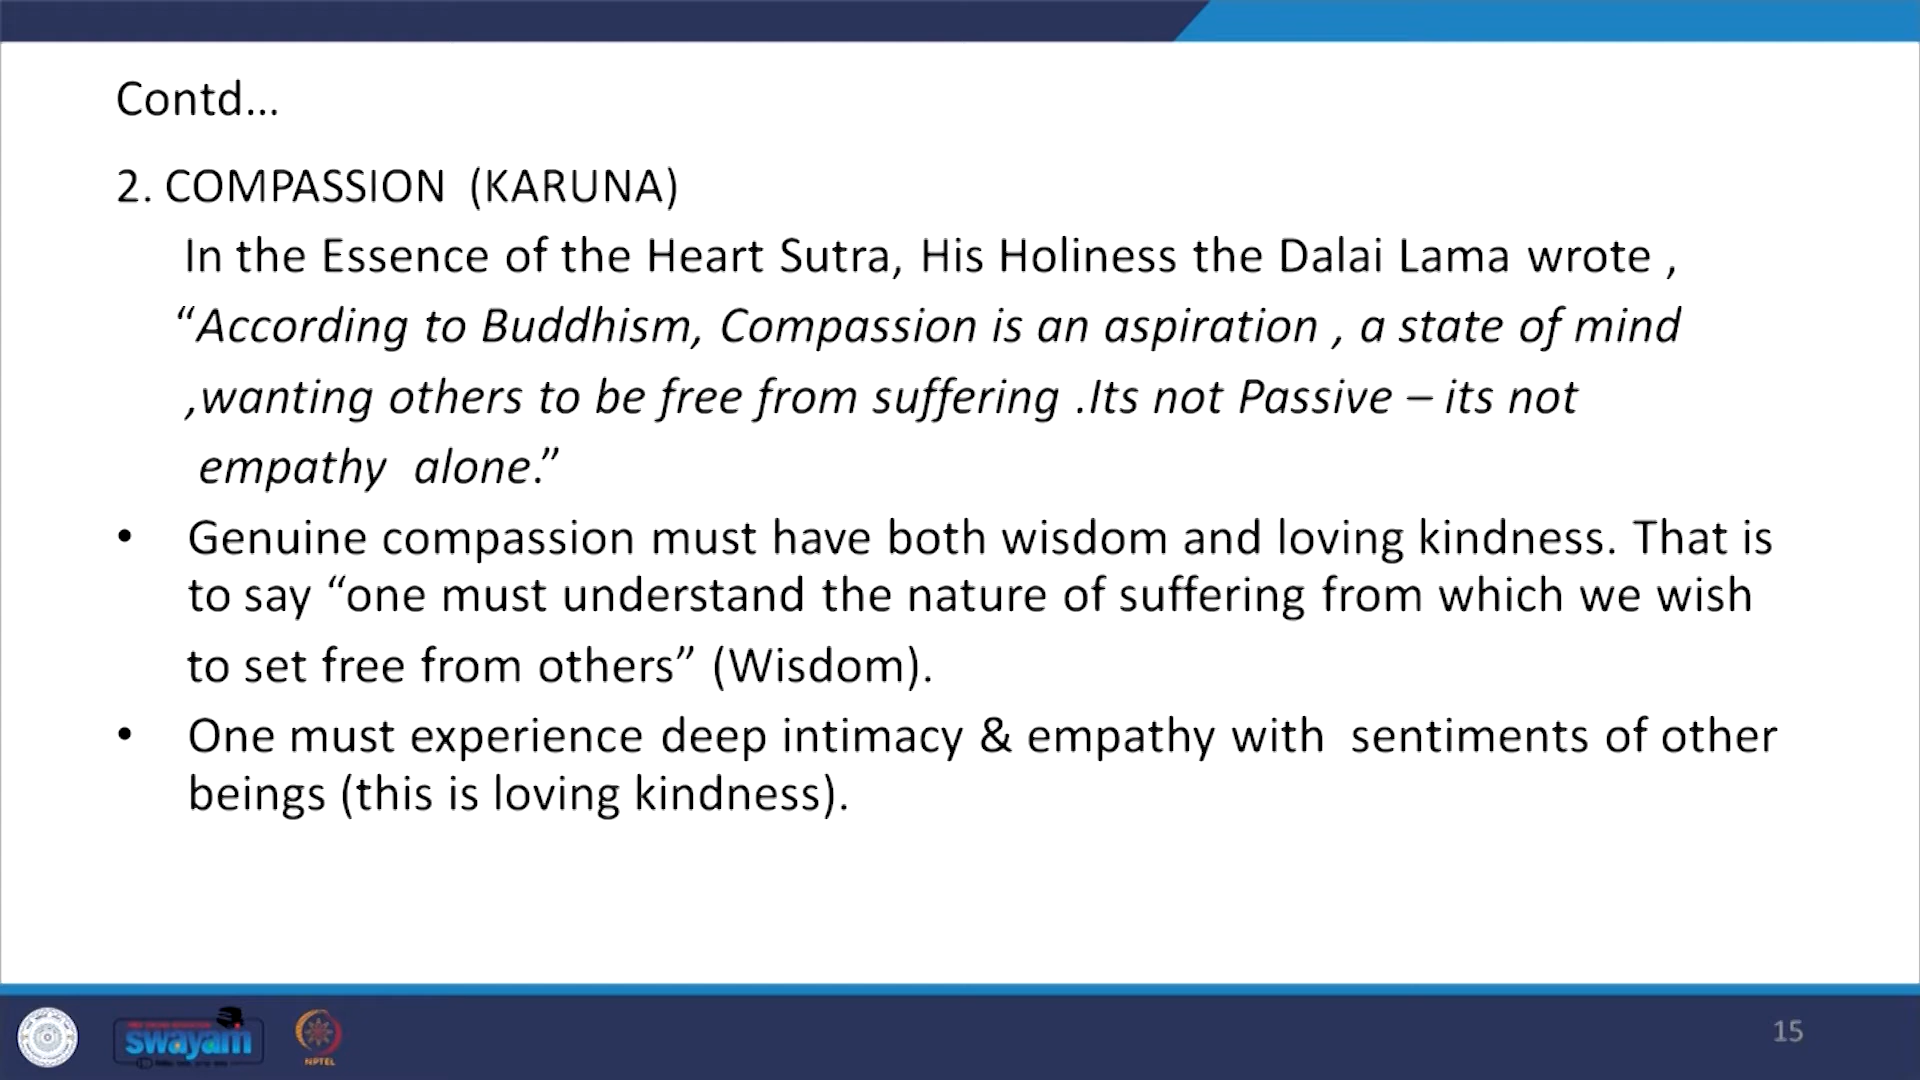 Contd...
2. COMPASSION (KARUNA)
In the Essence of the Heart Sutra, His Holiness the Dalai Lama wrote ,
“According to Buddhism, Compassion is an aspiration , a state of mind
,wanting others to be free from suffering .Its not Passive – its not
empathy alone.”
• Genuine compassion must have both wisdom and loving kindness. That is
to say “one must understand the nature of suffering from which we wish
to set free from others” (Wisdom).
• One must experience deep intimacy & empathy with sentiments of other
beings (this is loving kindness).
swayam
NPTEL
15